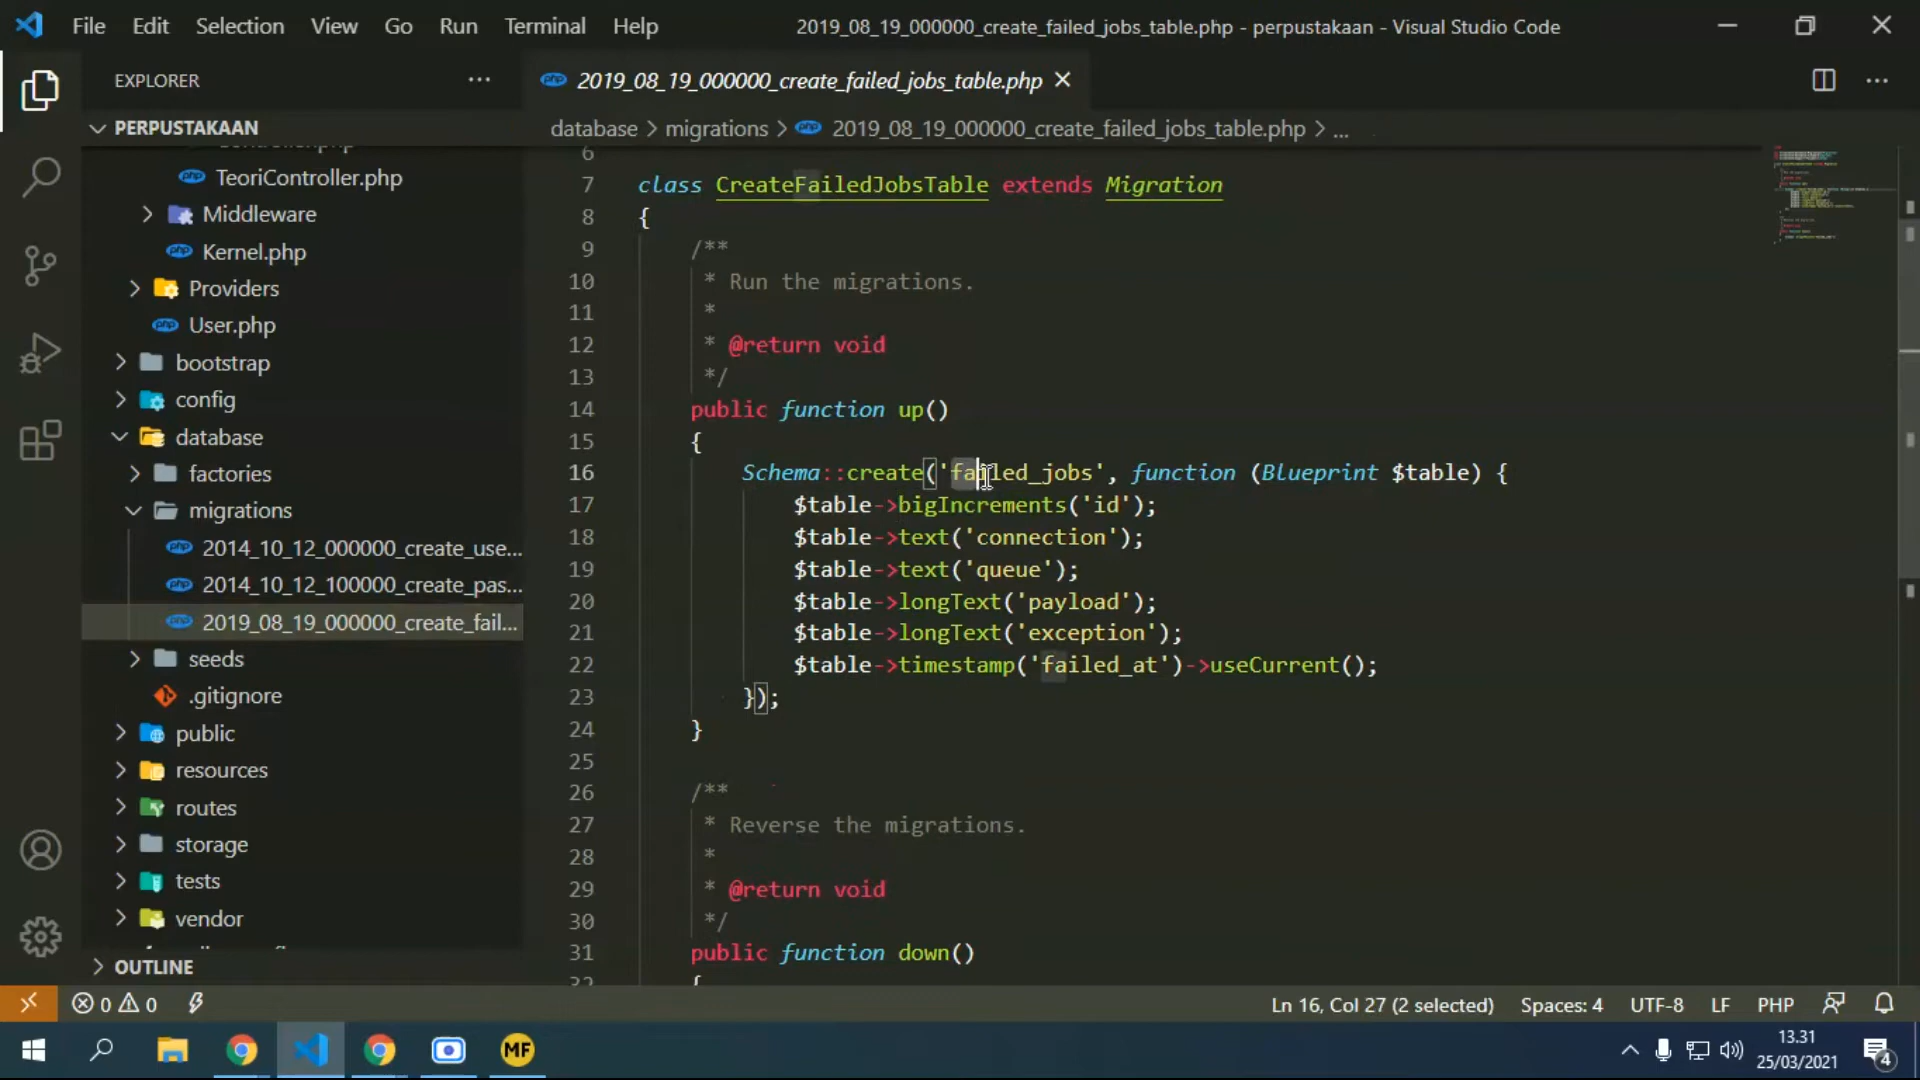 File Edit Selection View Go Run Terminal Help 2019_08_19_000000_create_failed_jobs_table.php - perpustakaan - Visual Studio Code
EXPLORER
PERPUSTAKAAN
TeoriController.php
Middleware
Kernel.php
Providers
User.php
bootstrap
config
database
factories
migrations
2014_10_12_000000_create_use...
2014_10_12_100000_create_pas...
2019_08_19_000000_create_fail...
seeds
.gitignore
public
resources
routes
storage
tests
vendor
OUTLINE
2019_08_19_000000_create_failed_jobs_table.php
database > migrations > 2019_08_19_000000_create_failed_jobs_table.php > ...
6
7 class CreateFailedJobsTable extends Migration
8 {
9 /**
10 * Run the migrations.
11 *
12 * @return void
13 */
14 public function up()
15 {
16 Schema::create('failed_jobs', function (Blueprint $table) {
17 $table->bigIncrements('id');
18 $table->text('connection');
19 $table->text('queue');
20 $table->longText('payload');
21 $table->longText('exception');
22 $table->timestamp('failed_at')->useCurrent();
23 });
24 }
25
26 /**
27 * Reverse the migrations.
28 *
29 * @return void
30 */
31 public function down()
32 {
0 0
Ln 16, Col 27 (2 selected) Spaces: 4 UTF-8 LF PHP
MF
13.31
25/03/2021
4